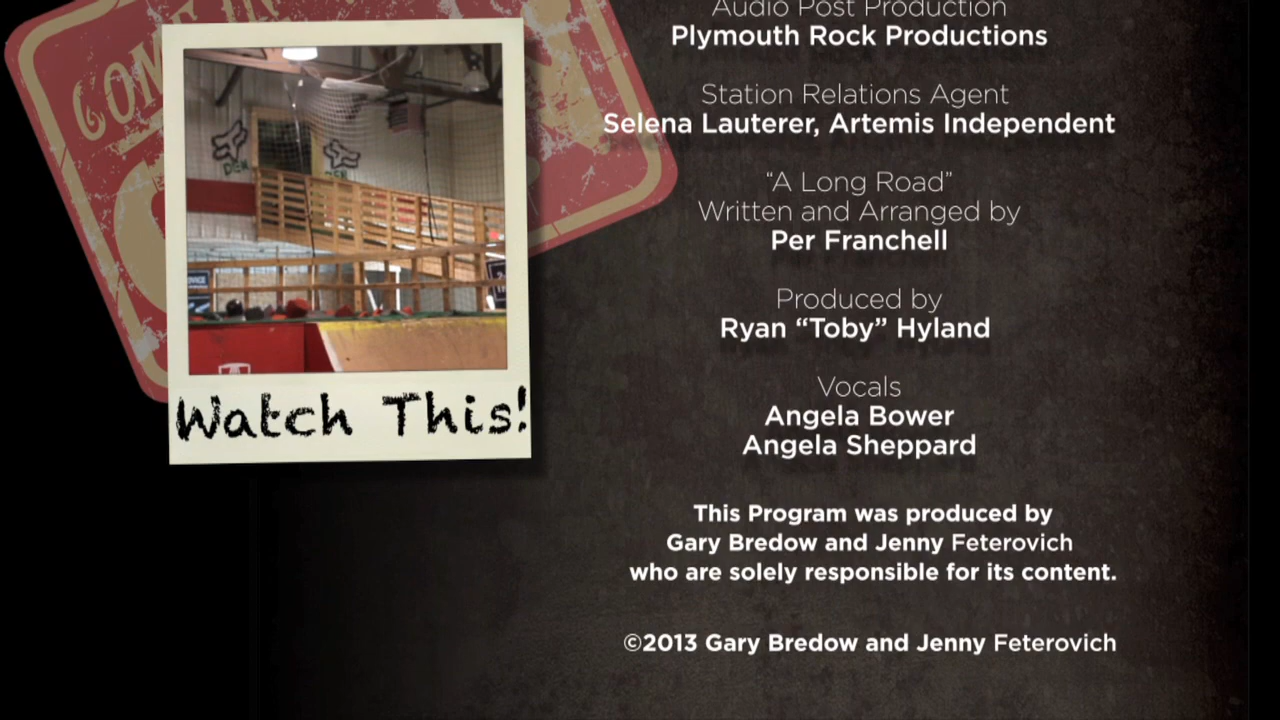 COME IN
Watch This!
Audio Post Production
Plymouth Rock Productions
Station Relations Agent
Selena Lauterer, Artemis Independent
“A Long Road”
Written and Arranged by
Per Franchell
Produced by
Ryan “Toby” Hyland
Vocals
Angela Bower
Angela Sheppard
This Program was produced by
Gary Bredow and Jenny Feterovich
who are solely responsible for its content.
©2013 Gary Bredow and Jenny Feterovich